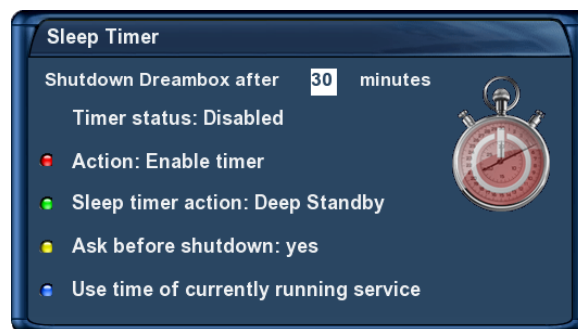 Sleep Timer
Shutdown Dreambox after 30 minutes
Timer status: Disabled
Action: Enable timer
Sleep timer action: Deep Standby
Ask before shutdown: yes
Use time of currently running service